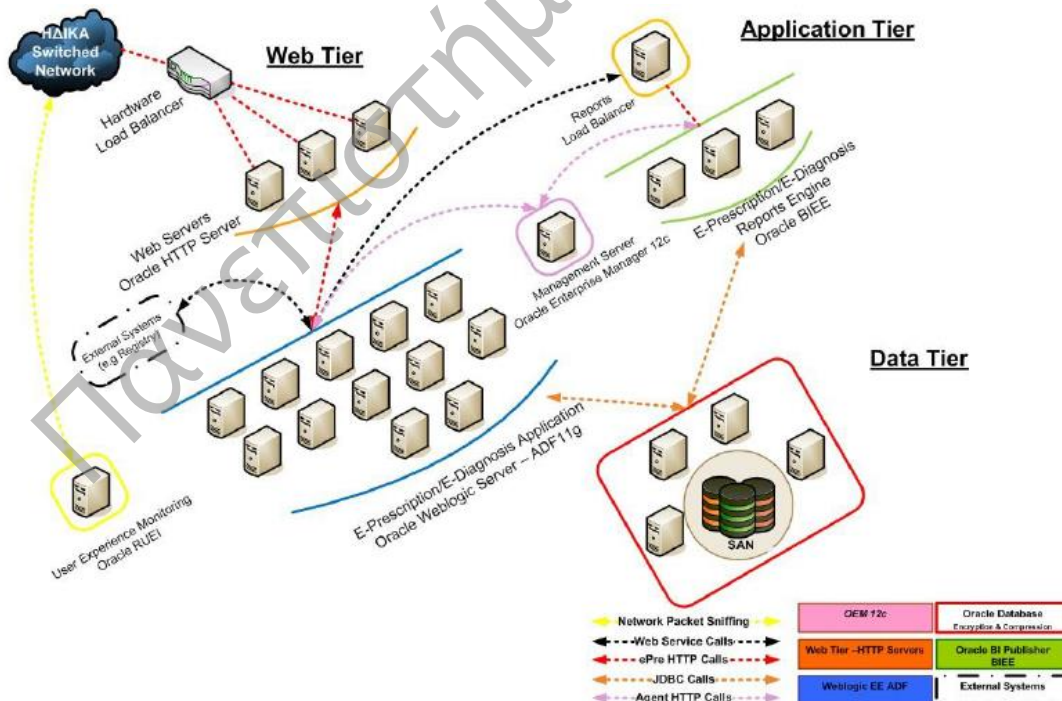 ΗΔΙΚΑ
Switched
Network
Web Tier
Application Tier
Hardware
Load Balancer
Reports
Load Balancer
Web Servers
Oracle HTTP Server
E-Prescription/E-Diagnosis
Reports Engine
Oracle BIEE
Management Server
Oracle Enterprise Manager 12c
External Systems
(e.g Registry)
Data Tier
E-Prescription/E-Diagnosis Application
Oracle Weblogic Server – ADF11g
User Experience Monitoring
Oracle RUEI
SAN
Network Packet Sniffing
Web Service Calls
ePre HTTP Calls
JDBC Calls
Agent HTTP Calls
OEM 12c
Oracle Database
Encryption & Compression
Web Tier –HTTP Servers
Oracle BI Publisher
BIEE
Weblogic EE ADF
External Systems
Πανεπιστήμ